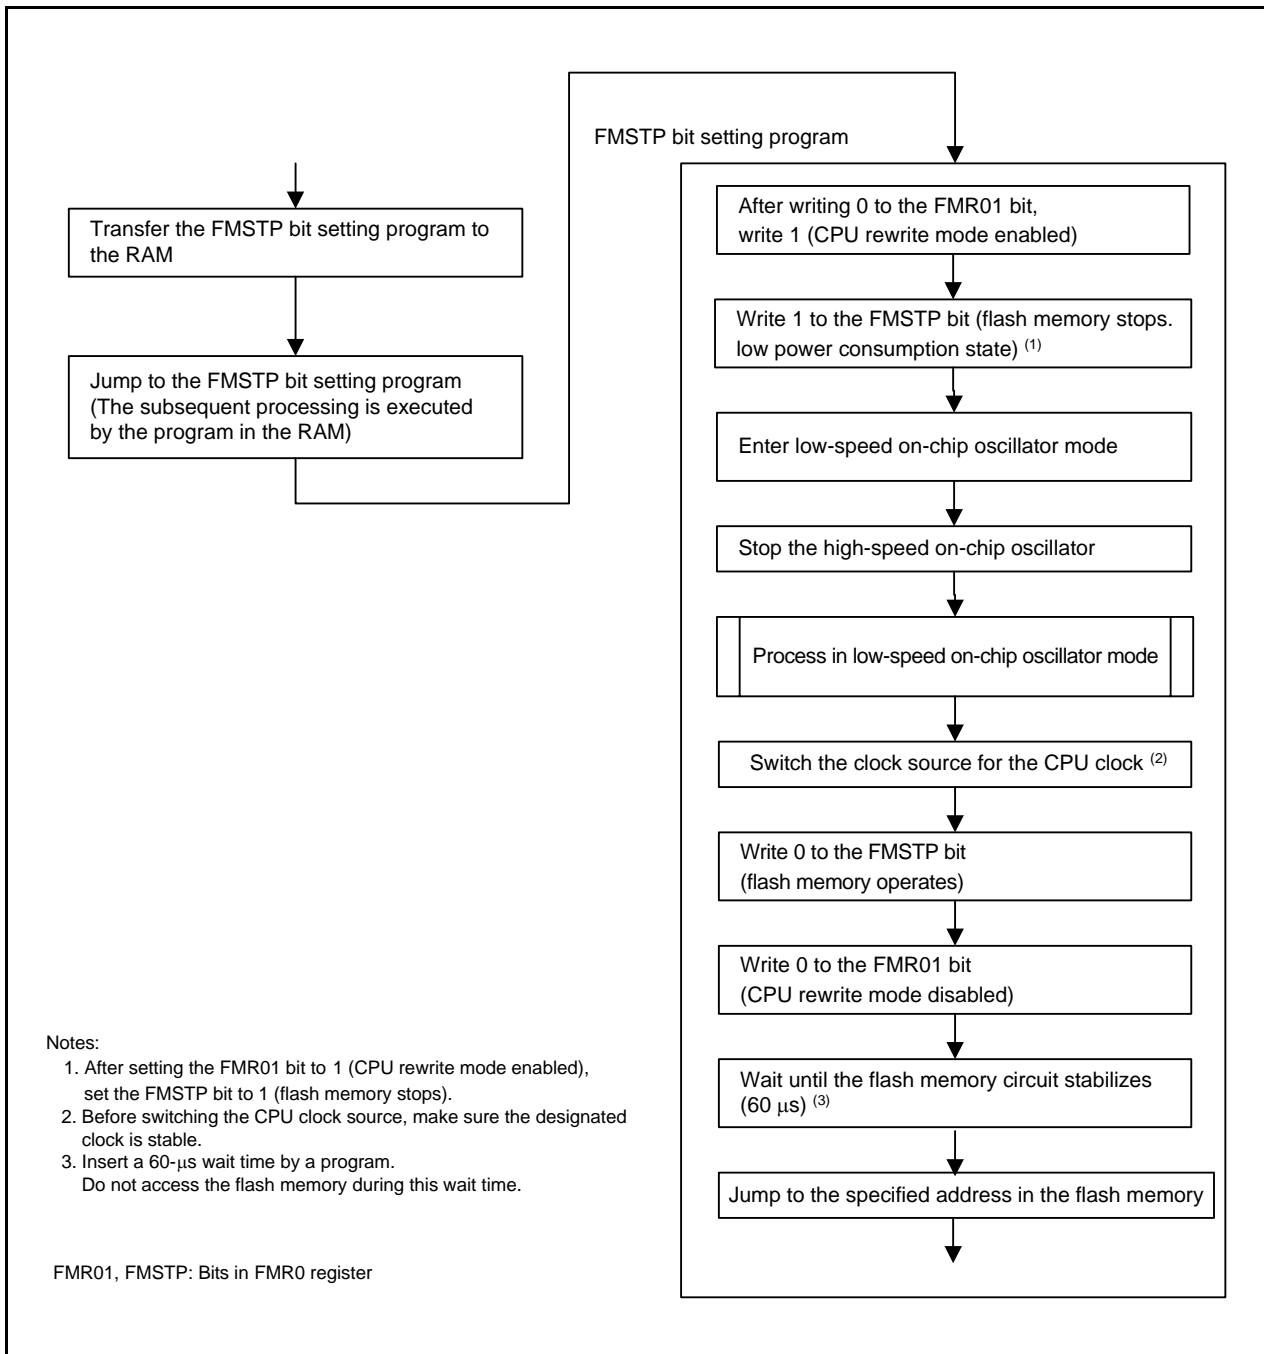 FMSTP bit setting program
Transfer the FMSTP bit setting program to
the RAM
Jump to the FMSTP bit setting program
(The subsequent processing is executed
by the program in the RAM)
After writing 0 to the FMR01 bit,
write 1 (CPU rewrite mode enabled)
Write 1 to the FMSTP bit (flash memory stops.
low power consumption state) (1)
Enter low-speed on-chip oscillator mode
Stop the high-speed on-chip oscillator
Process in low-speed on-chip oscillator mode
Switch the clock source for the CPU clock (2)
Write 0 to the FMSTP bit
(flash memory operates)
Write 0 to the FMR01 bit
(CPU rewrite mode disabled)
Wait until the flash memory circuit stabilizes
(60 μs) (3)
Jump to the specified address in the flash memory
Notes:
1. After setting the FMR01 bit to 1 (CPU rewrite mode enabled),
set the FMSTP bit to 1 (flash memory stops).
2. Before switching the CPU clock source, make sure the designated
clock is stable.
3. Insert a 60-μs wait time by a program.
Do not access the flash memory during this wait time.
FMR01, FMSTP: Bits in FMR0 register